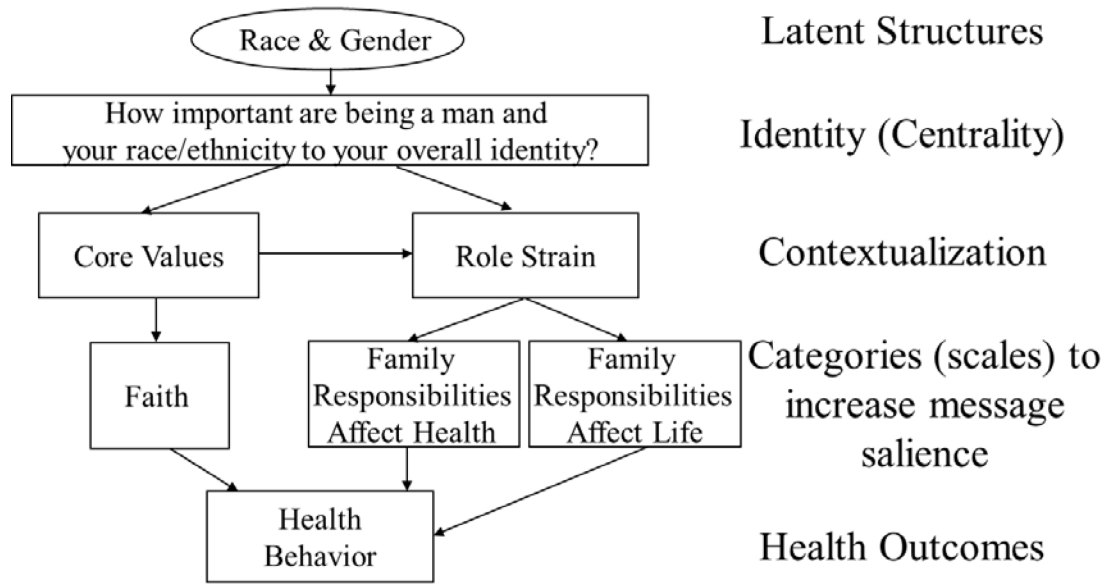 Race & Gender
Latent Structures
How important are being a man and
your race/ethnicity to your overall identity?
Identity (Centrality)
Core Values
Role Strain
Contextualization
Faith
Family
Responsibilities
Affect Health
Family
Responsibilities
Affect Life
Categories (scales) to
increase message
salience
Health
Behavior
Health Outcomes